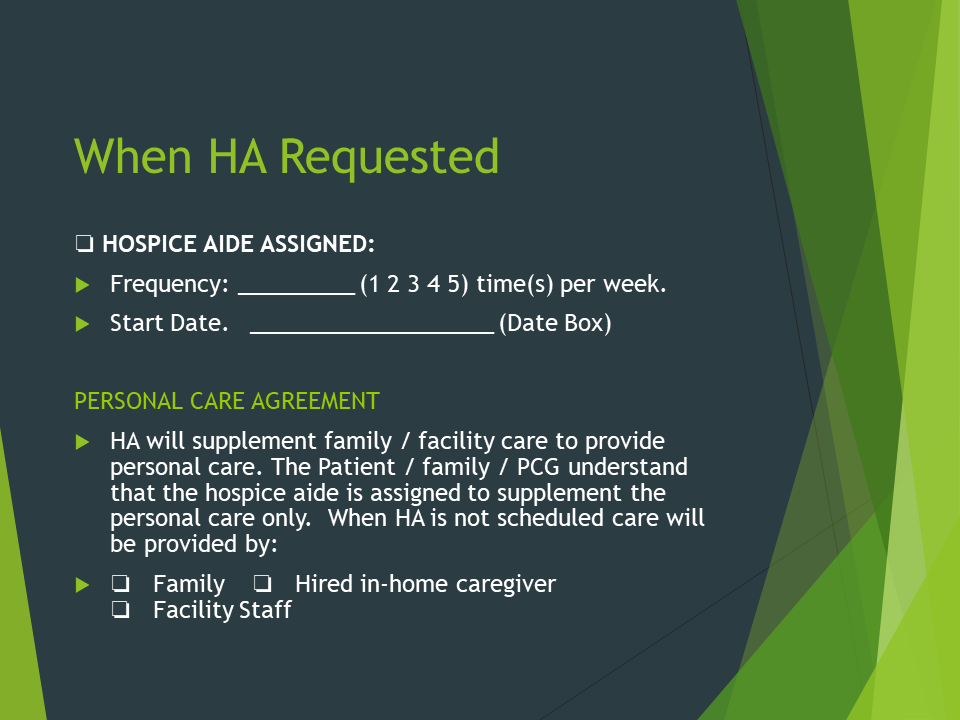 When HA Requested
❑ HOSPICE AIDE ASSIGNED:
Frequency: __________ (1 2 3 4 5) time(s) per week.
Start Date. _____________________ (Date Box)
PERSONAL CARE AGREEMENT
HA will supplement family / facility care to provide
personal care. The Patient / family / PCG understand
that the hospice aide is assigned to supplement the
personal care only. When HA is not scheduled care will
be provided by:
❑ Family ❑ Hired in-home caregiver
❑ Facility Staff